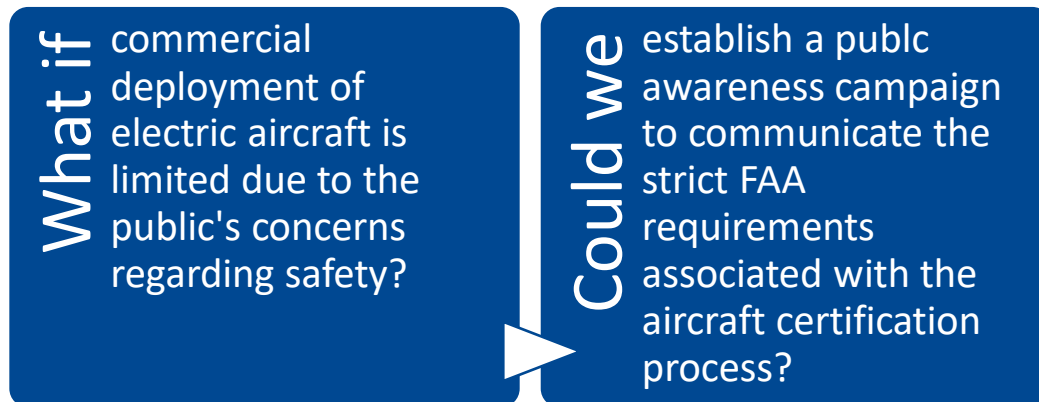 What if
commercial
deployment of
electric aircraft is
limited due to the
public's concerns
regarding safety?
Could we
establish a publc
awareness campaign
to communicate the
strict FAA
requirements
associated with the
aircraft certification
process?